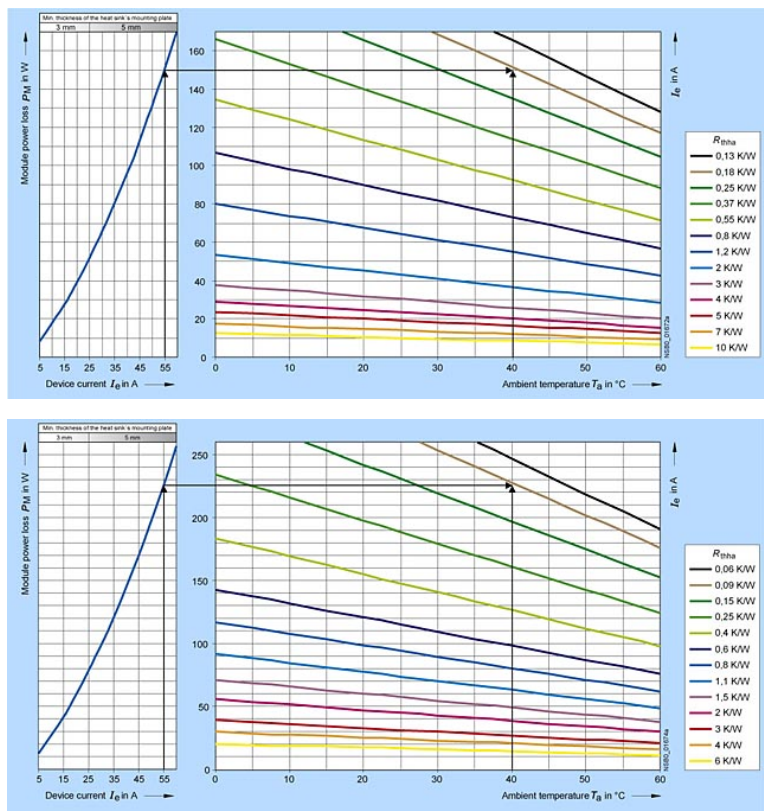 Min. thickness of the heat sink´s mounting plate
3 mm 5 mm
Module power loss PM in W
160
140
120
100
80
60
40
20
0
5 15 25 35 45 55
Device current Ie in A
0 10 20 30 40 50 60
Ambient temperature Ta in °C
Ie in A
NSB0_01672a
Rthha
0,13 K/W
0,18 K/W
0,25 K/W
0,37 K/W
0,55 K/W
0,8 K/W
1,2 K/W
2 K/W
3 K/W
4 K/W
5 K/W
7 K/W
10 K/W
Min. thickness of the heat sink´s mounting plate
3 mm 5 mm
Module power loss PM in W
250
200
150
100
50
0
5 15 25 35 45 55
Device current Ie in A
0 10 20 30 40 50 60
Ambient temperature Ta in °C
Ie in A
NSB0_01674a
Rthha
0,06 K/W
0,09 K/W
0,15 K/W
0,25 K/W
0,4 K/W
0,6 K/W
0,8 K/W
1,1 K/W
1,5 K/W
2 K/W
3 K/W
4 K/W
6 K/W